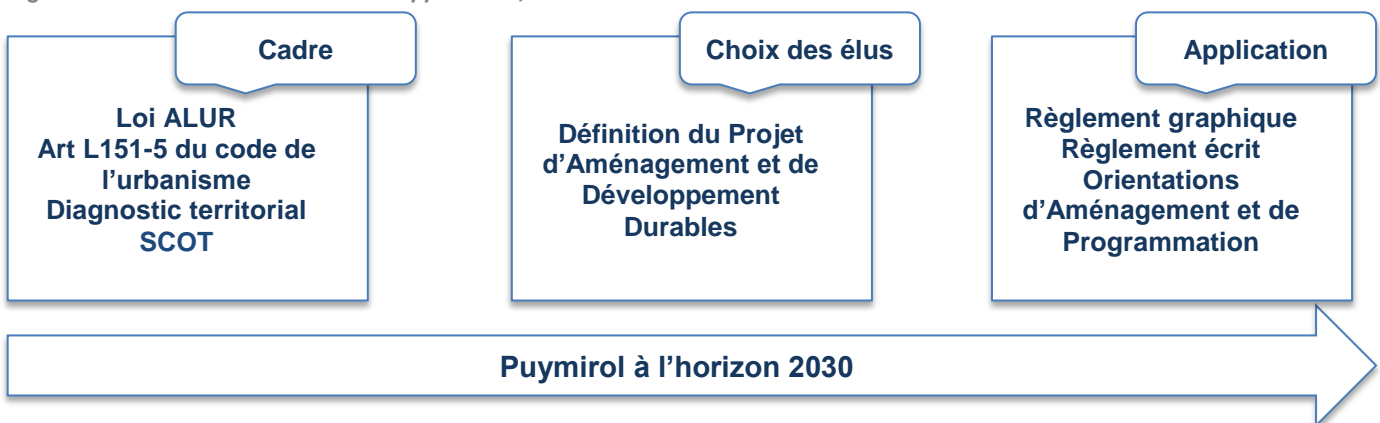 Cadre
Loi ALUR
Art L151-5 du code de
l'urbanisme
Diagnostic territorial
SCOT
Choix des élus
Définition du Projet
d'Aménagement et de
Développement
Durables
Application
Règlement graphique
Règlement écrit
Orientations
d'Aménagement et de
Programmation
Puymirol à l'horizon 2030